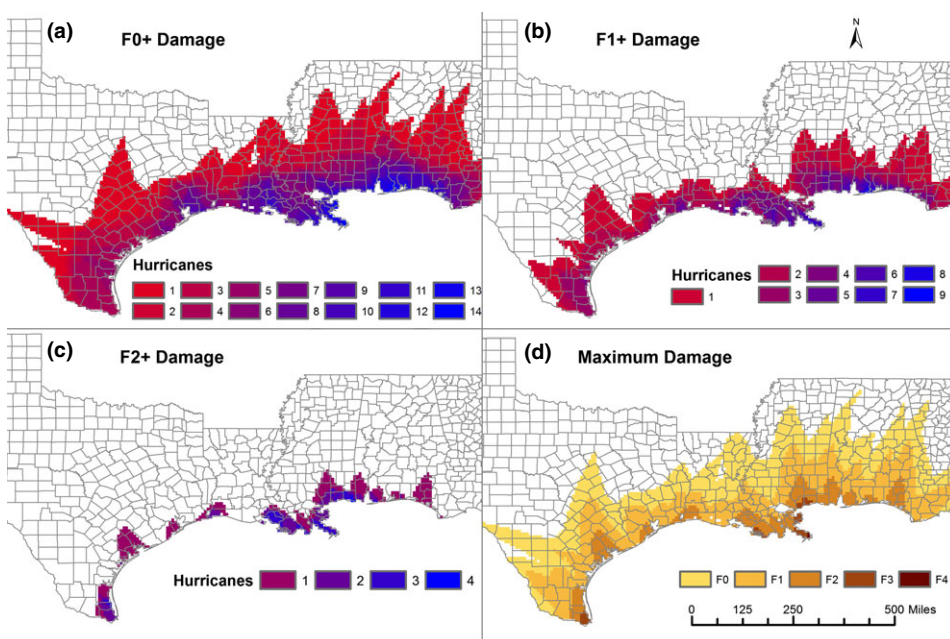 (a)
F0+ Damage
Hurricanes
1 3 5 7 9 11 13
2 4 6 8 10 12 14
(b)
F1+ Damage
N
Hurricanes
1
2 4 6 8
3 5 7 9
(c)
F2+ Damage
Hurricanes 1 2 3 4
(d)
Maximum Damage
F0 F1 F2 F3 F4
0 125 250 500 Miles